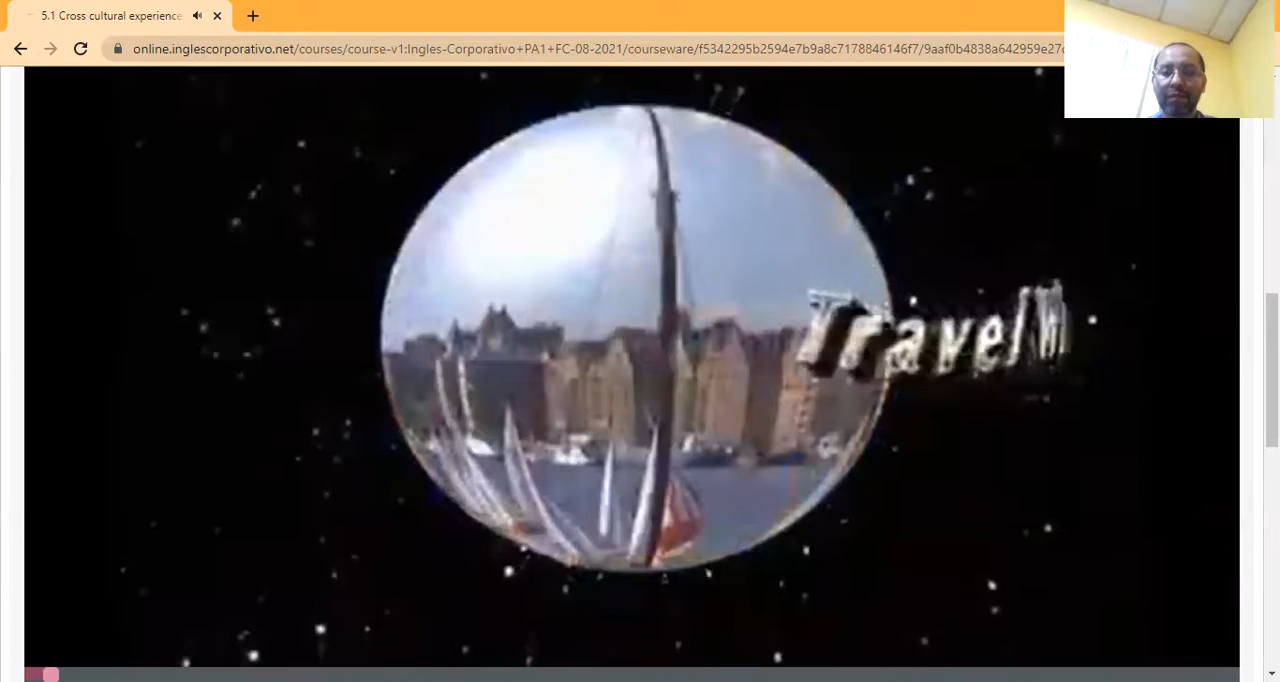 5.1 Cross cultural experience
online.inglescorporativo.net/courses/course-v1:Ingles-Corporativo+PA1+FC-08-2021/courseware/f5342295b2594e7b9a8c7178846146f7/9aaf0b4838a642959e27
Travel